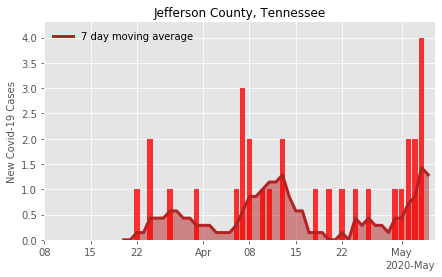 Jefferson County, Tennessee
7 day moving average
New Covid-19 Cases
4.0
3.5
3.0
2.5
2.0
1.5
1.0
0.5
0.0
08 15 22 Apr 08 15 22 May
2020-May